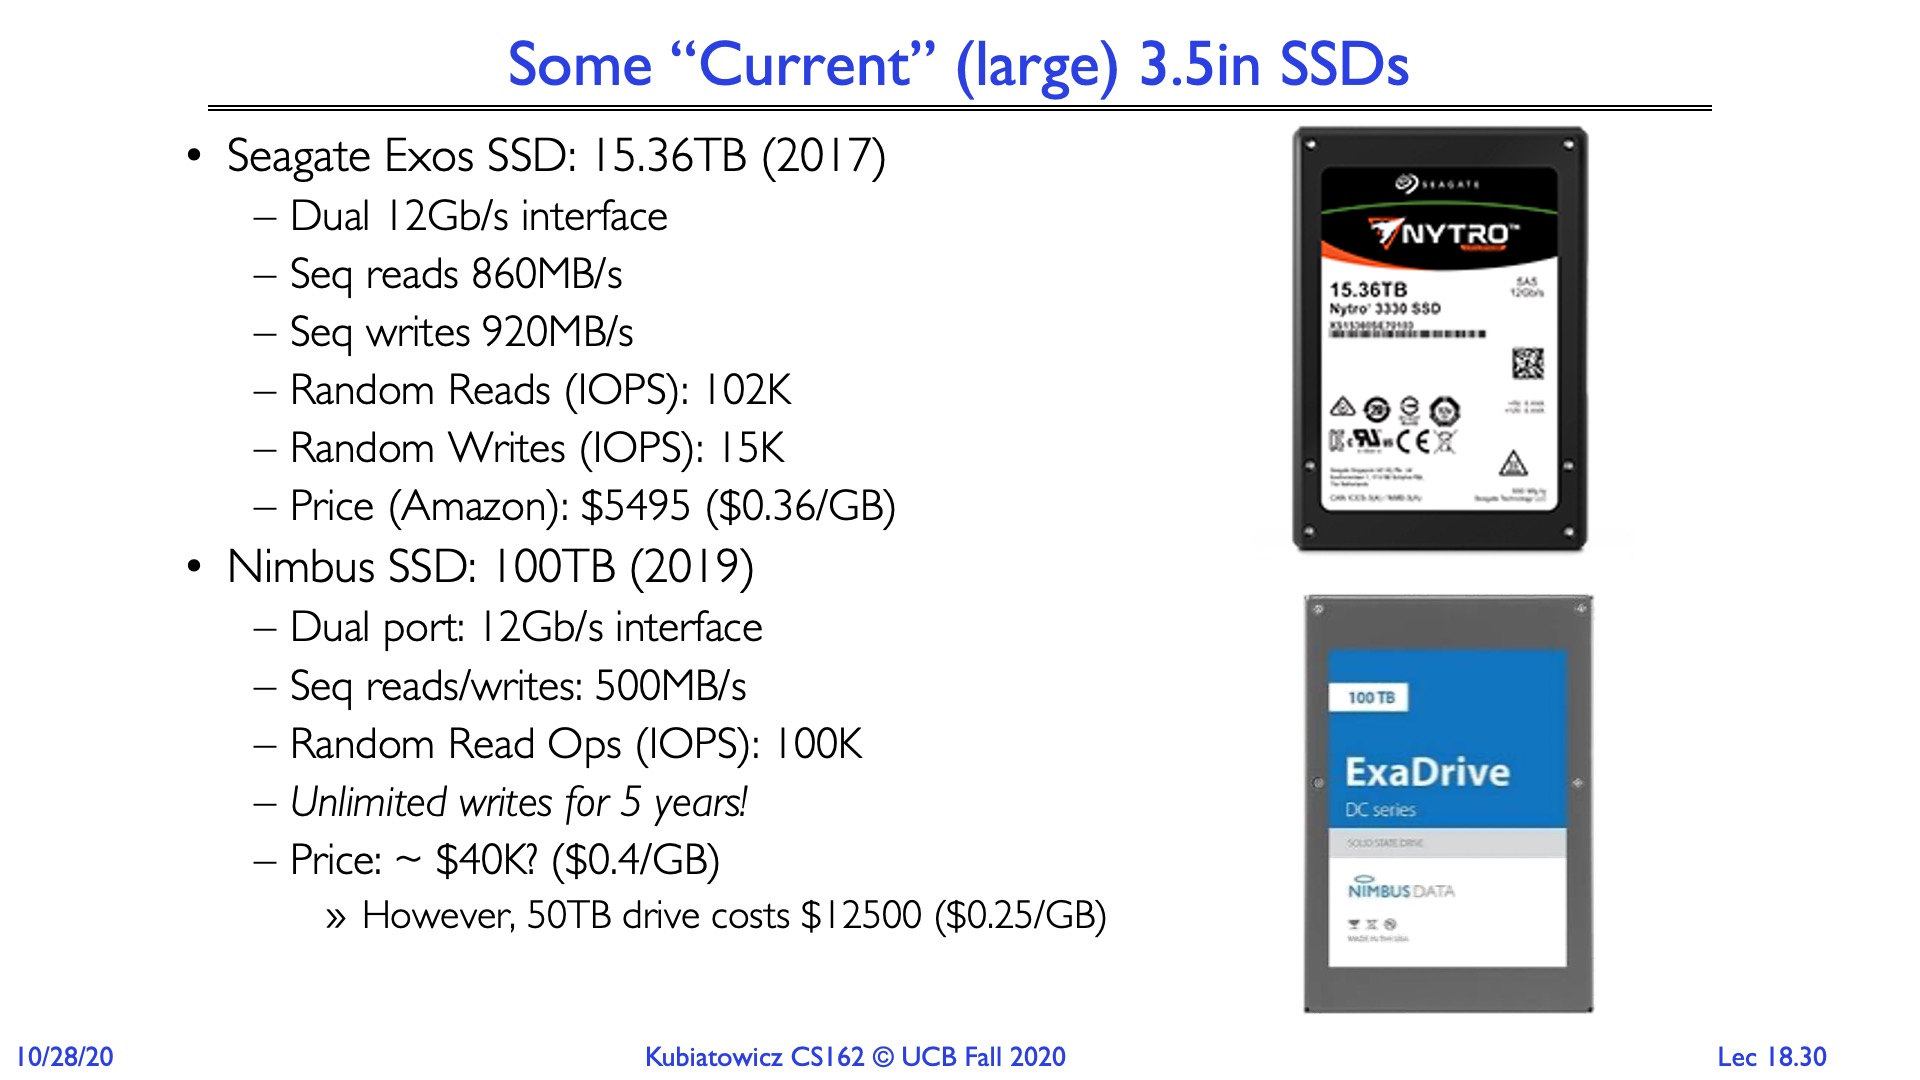 Some “Current” (large) 3.5in SSDs
• Seagate Exos SSD: 15.36TB (2017)
– Dual 12Gb/s interface
– Seq reads 860MB/s
– Seq writes 920MB/s
– Random Reads (IOPS): 102K
– Random Writes (IOPS): 15K
– Price (Amazon): $5495 ($0.36/GB)
• Nimbus SSD: 100TB (2019)
– Dual port: 12Gb/s interface
– Seq reads/writes: 500MB/s
– Random Read Ops (IOPS): 100K
– Unlimited writes for 5 years!
– Price: ~ $40K? ($0.4/GB)
» However, 50TB drive costs $12500 ($0.25/GB)
SEAGATE
NYTRO™
15.36TB
SAS
12Gb/s
Nytro® 3330 SSD
100 TB
ExaDrive
DC series
SOLID STATE DRIVE
NIMBUS DATA
MADE IN THE USA
10/28/20
Kubiatowicz CS162 © UCB Fall 2020
Lec 18.30